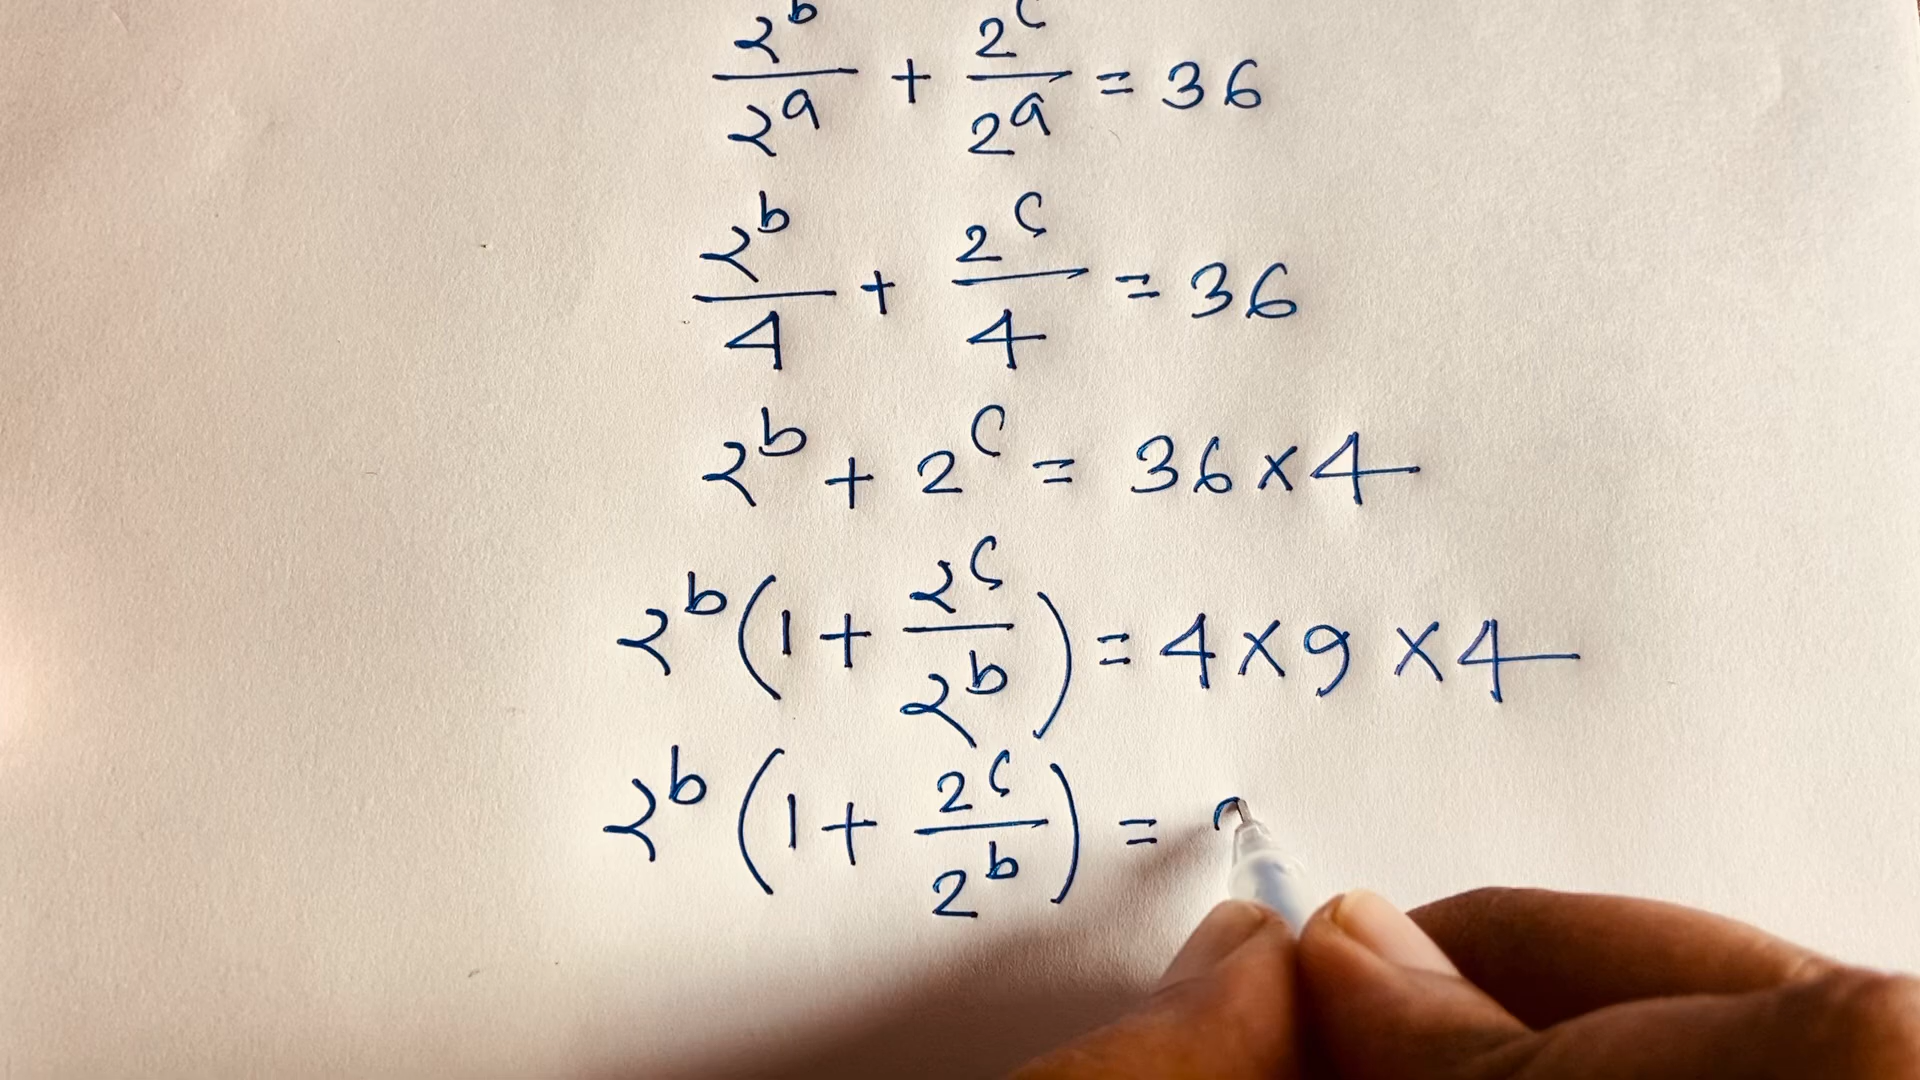 2^b/2^a + 2^c/2^a = 36
2^b/4 + 2^c/4 = 36
2^b + 2^c = 36 × 4
2^b (1 + 2^c/2^b) = 4 × 9 × 4
2^b (1 + 2^c/2^b) =